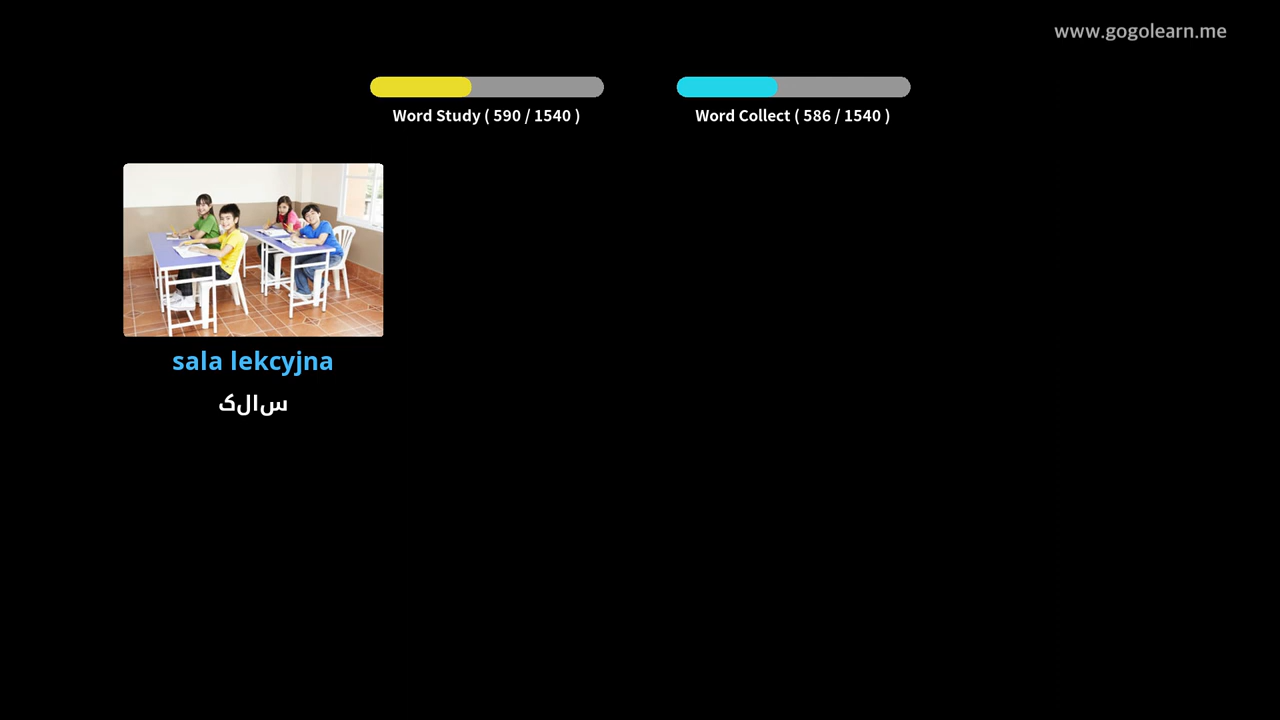 www.gogolearn.me
Word Study ( 590 / 1540 )
Word Collect ( 586 / 1540 )
sala lekcyjna
سالک